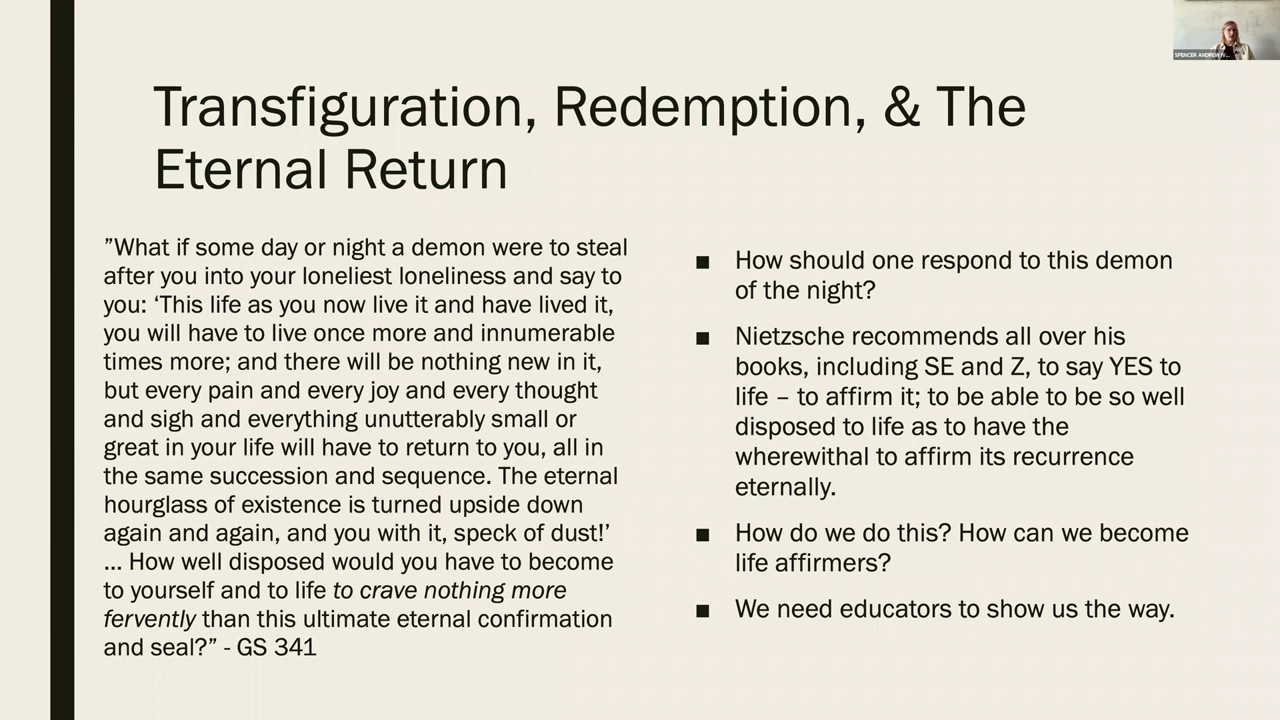 SPENCER ANDREW IV...
Transfiguration, Redemption, & The
Eternal Return
”What if some day or night a demon were to steal
after you into your loneliest loneliness and say to
you: ‘This life as you now live it and have lived it,
you will have to live once more and innumerable
times more; and there will be nothing new in it,
but every pain and every joy and every thought
and sigh and everything unutterably small or
great in your life will have to return to you, all in
the same succession and sequence. The eternal
hourglass of existence is turned upside down
again and again, and you with it, speck of dust!’
... How well disposed would you have to become
to yourself and to life to crave nothing more
fervently than this ultimate eternal confirmation
and seal?” - GS 341
■ How should one respond to this demon
of the night?
■ Nietzsche recommends all over his
books, including SE and Z, to say YES to
life – to affirm it; to be able to be so well
disposed to life as to have the
wherewithal to affirm its recurrence
eternally.
■ How do we do this? How can we become
life affirmers?
■ We need educators to show us the way.